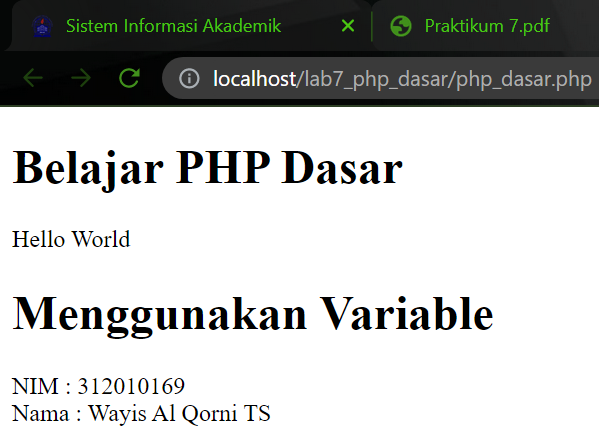 Sistem Informasi Akademik
Praktikum 7.pdf
localhost/lab7_php_dasar/php_dasar.php
Belajar PHP Dasar
Hello World
Menggunakan Variable
NIM : 312010169
Nama : Wayis Al Qorni TS